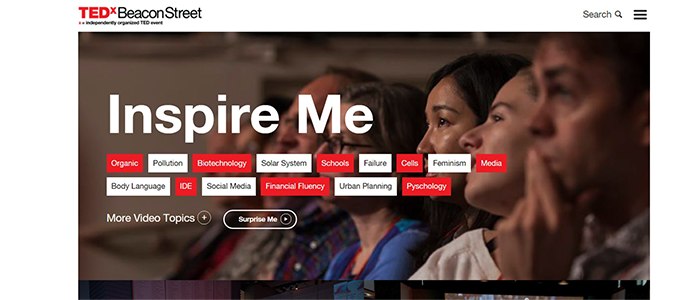 TEDxBeaconStreet
x = independently organized TED event
Search
Inspire Me
Organic Pollution Biotechnology Solar System Schools Failure Cells Feminism Media
Body Language IDE Social Media Financial Fluency Urban Planning Pyschology
More Video Topics +
Surprise Me